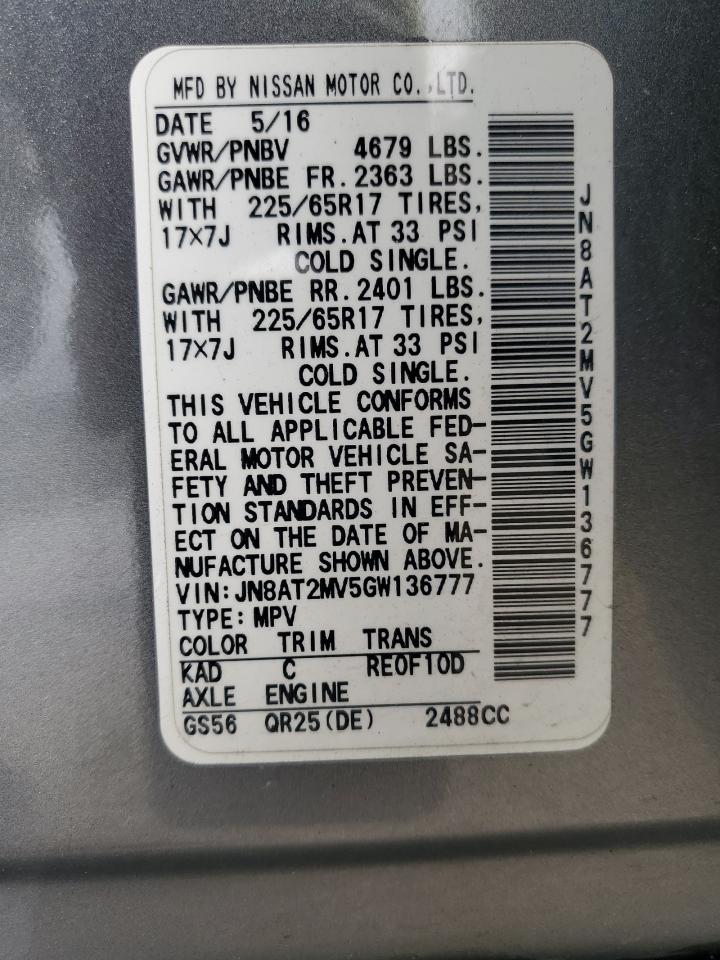 MFD BY NISSAN MOTOR CO.,LTD.
DATE 5/16
GVWR/PNBV 4679 LBS.
GAWR/PNBE FR.2363 LBS.
WITH 225/65R17 TIRES,
17×7J RIMS.AT 33 PSI
COLD SINGLE.
GAWR/PNBE RR.2401 LBS.
WITH 225/65R17 TIRES,
17×7J RIMS.AT 33 PSI
COLD SINGLE.
THIS VEHICLE CONFORMS
TO ALL APPLICABLE FED-
ERAL MOTOR VEHICLE SA-
FETY AND THEFT PREVEN-
TION STANDARDS IN EFF-
ECT ON THE DATE OF MA-
NUFACTURE SHOWN ABOVE.
VIN:JN8AT2MV5GW136777
TYPE:MPV
COLOR TRIM TRANS
KAD C RE0F10D
AXLE ENGINE
GS56 QR25(DE) 2488CC
JN8AT2MV5GW136777